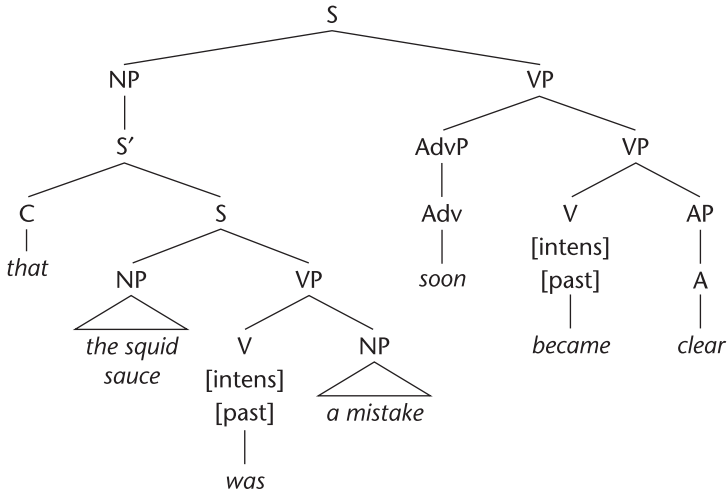 S
NP VP
S′ AdvP VP
C S Adv V AP
that NP VP soon [intens] A
[past]
the squid sauce V NP became clear
[intens]
[past] a mistake
was